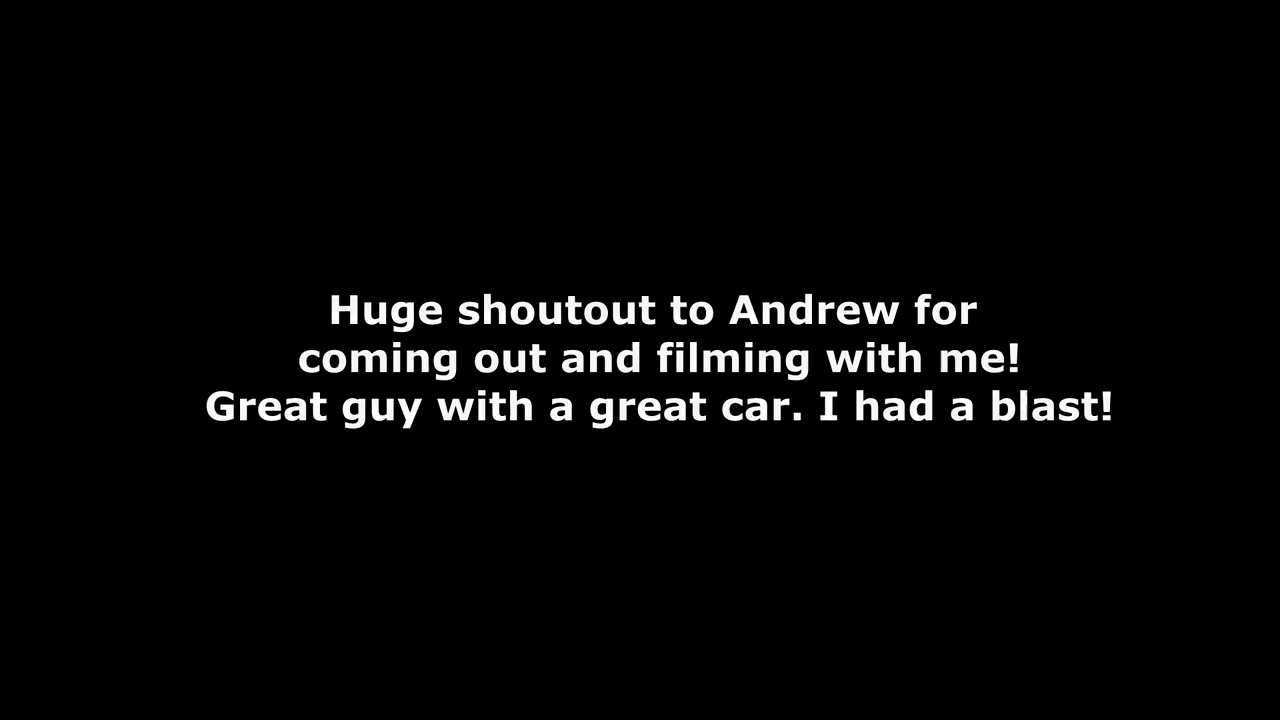 Huge shoutout to Andrew for
coming out and filming with me!
Great guy with a great car. I had a blast!